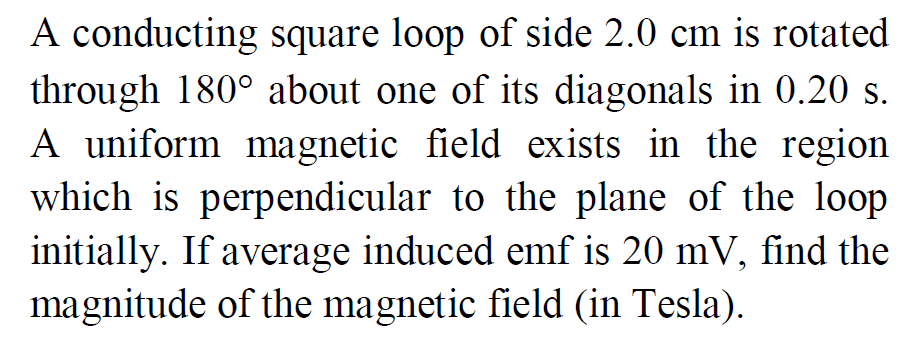 A conducting square loop of side 2.0 cm is rotated
through 180° about one of its diagonals in 0.20 s.
A uniform magnetic field exists in the region
which is perpendicular to the plane of the loop
initially. If average induced emf is 20 mV, find the
magnitude of the magnetic field (in Tesla).